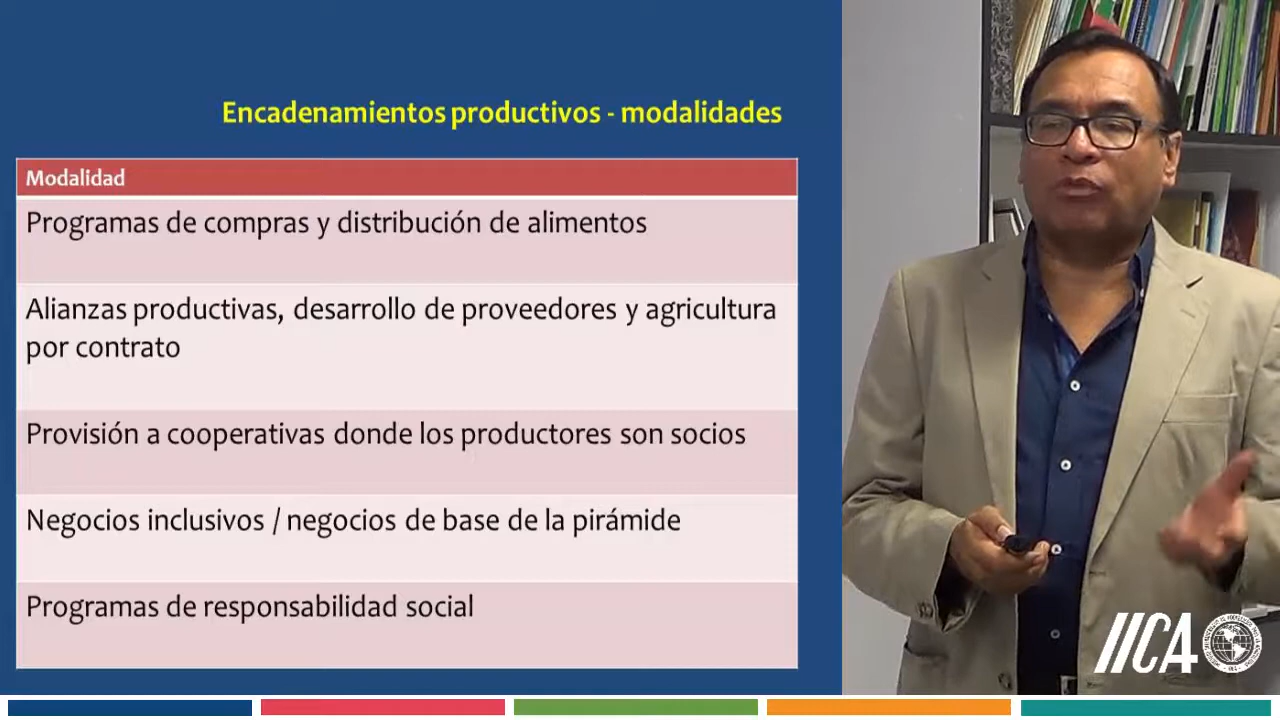 Encadenamientos productivos - modalidades
Modalidad
Programas de compras y distribución de alimentos
Alianzas productivas, desarrollo de proveedores y agricultura
por contrato
Provisión a cooperativas donde los productores son socios
Negocios inclusivos / negocios de base de la pirámide
Programas de responsabilidad social
IICA